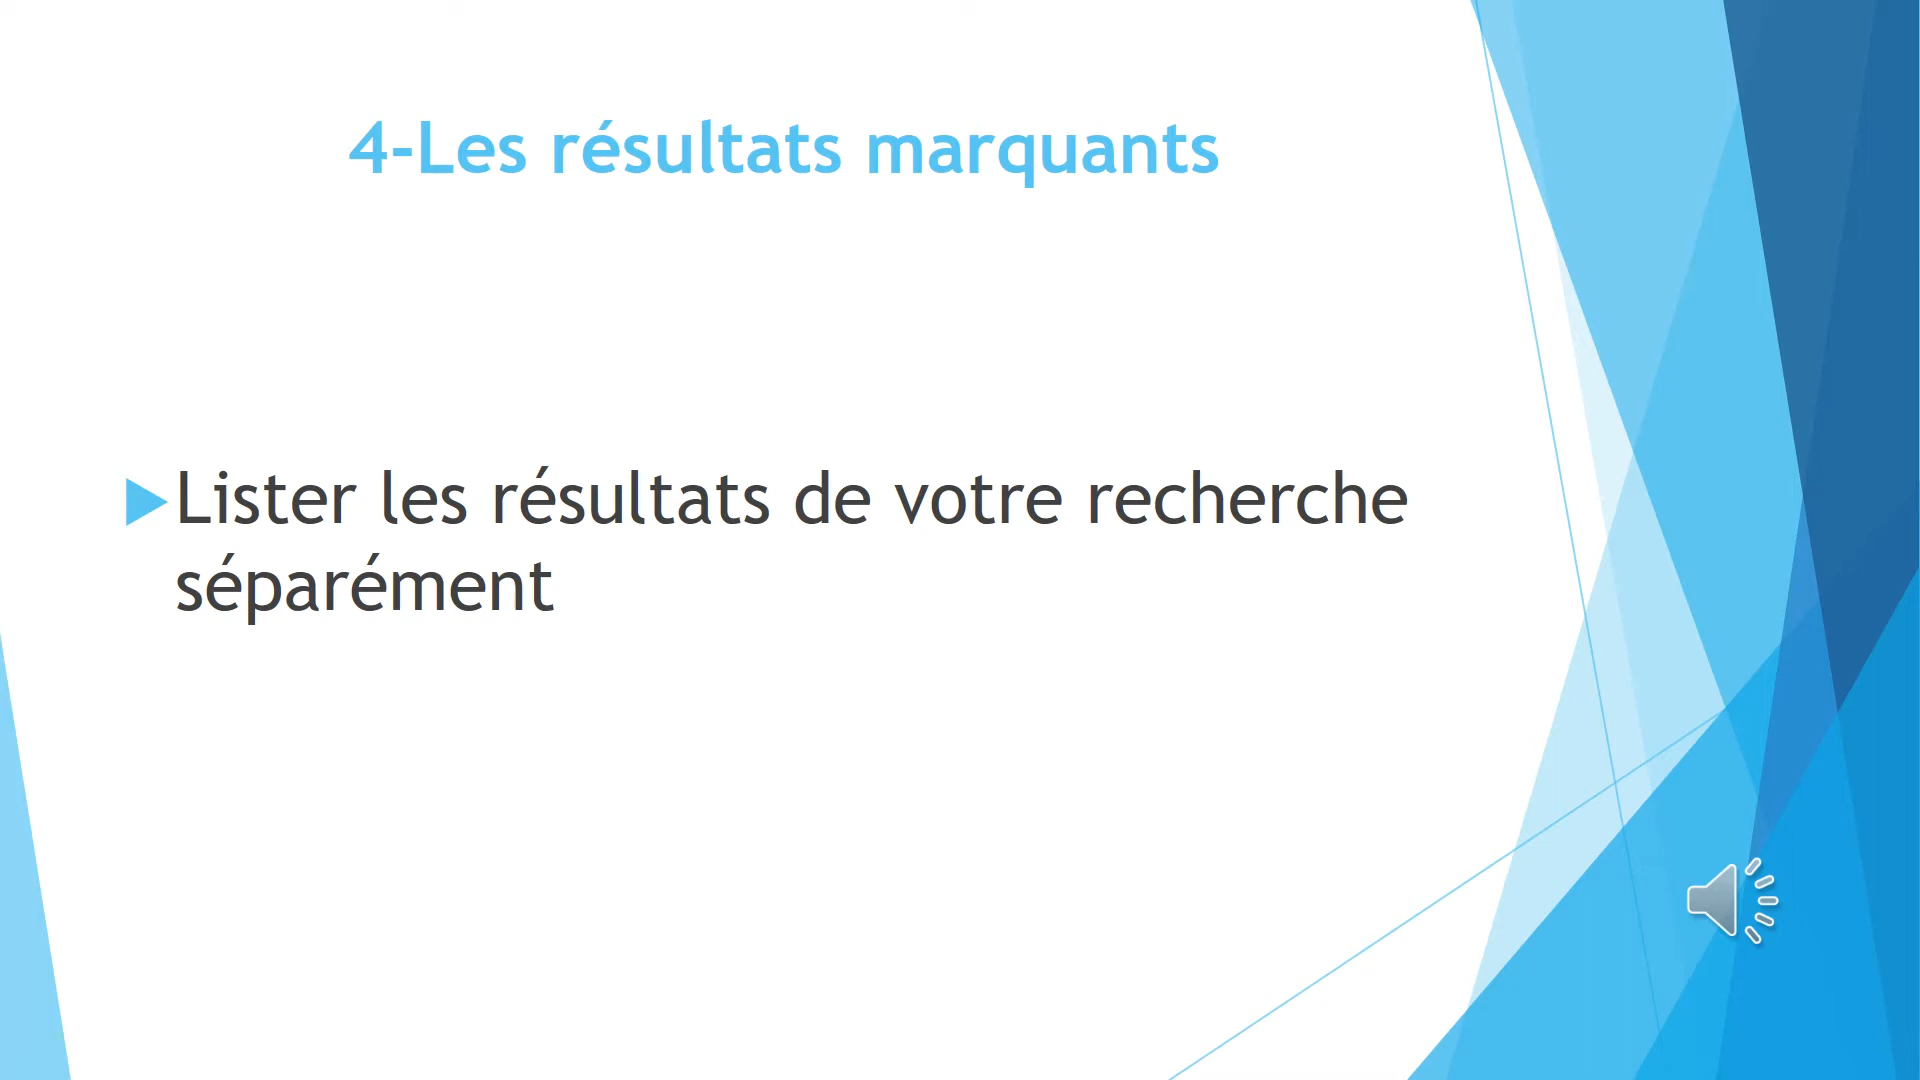 4-Les résultats marquants
Lister les résultats de votre recherche
séparément